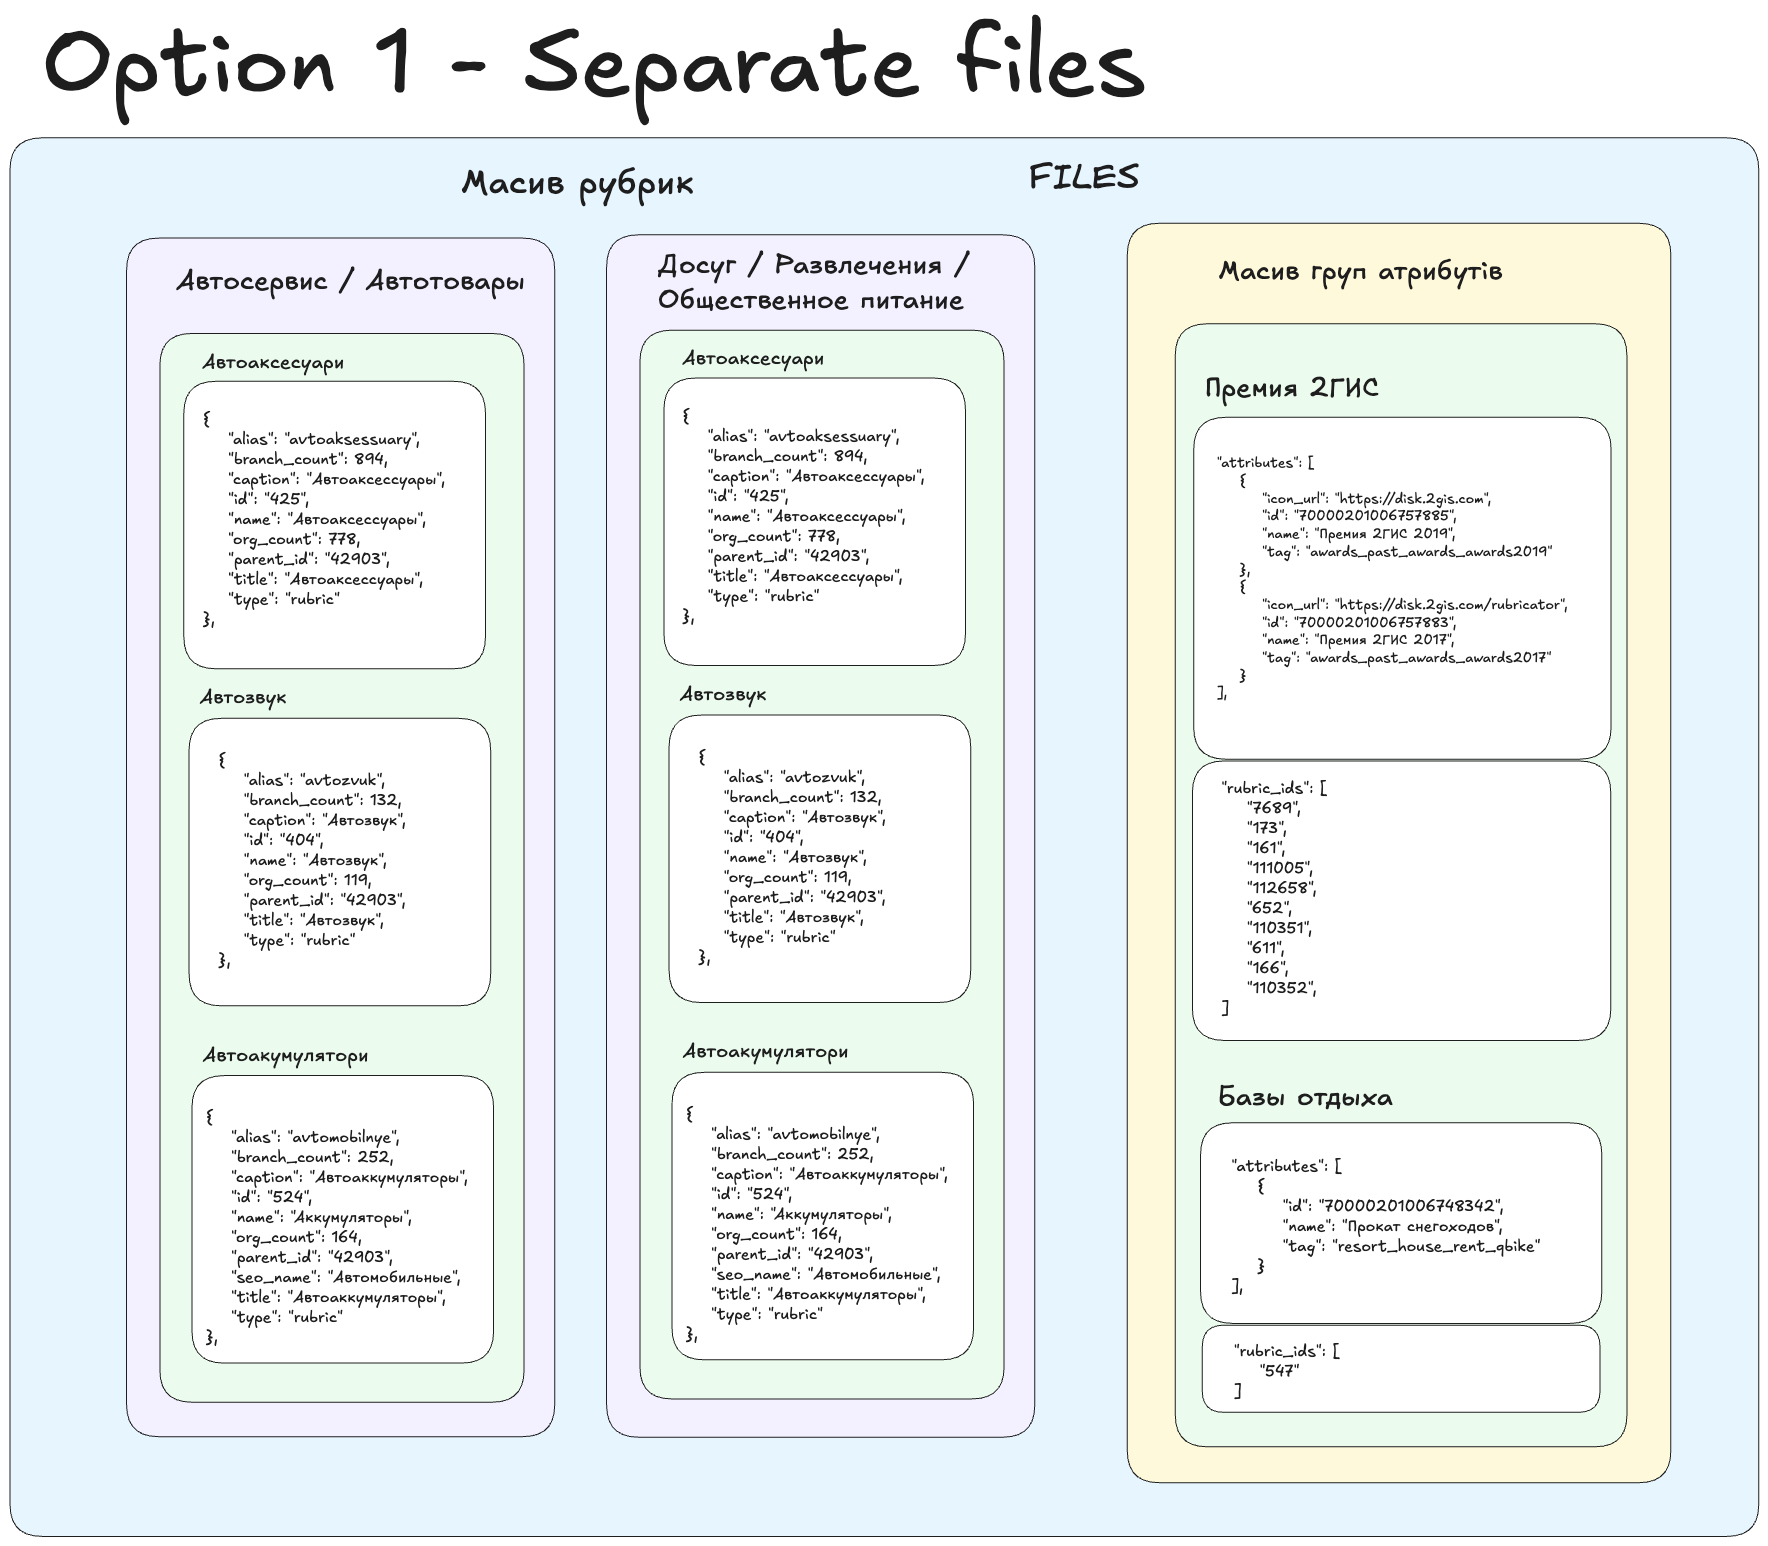 Option 1 - Separate files
Масив рубрик
FILES
Автосервис / Автотовары
Автоаксесуари
{
"alias": "avtoaksessuary",
"branch_count": 894,
"caption": "Автоаксессуары",
"id": "425",
"name": "Автоаксессуары",
"org_count": 778,
"parent_id": "42903",
"title": "Автоаксессуары",
"type": "rubric"
},
Автозвук
{
"alias": "avtozvuk",
"branch_count": 132,
"caption": "Автозвук",
"id": "404",
"name": "Автозвук",
"org_count": 119,
"parent_id": "42903",
"title": "Автозвук",
"type": "rubric"
},
Автоакумулятори
{
"alias": "avtomobilnye",
"branch_count": 252,
"caption": "Автоаккумуляторы",
"id": "524",
"name": "Аккумуляторы",
"org_count": 164,
"parent_id": "42903",
"seo_name": "Автомобильные",
"title": "Автоаккумуляторы",
"type": "rubric"
},
Досуг / Развлечения /
Общественное питание
Автоаксесуари
{
"alias": "avtoaksessuary",
"branch_count": 894,
"caption": "Автоаксессуары",
"id": "425",
"name": "Автоаксессуары",
"org_count": 778,
"parent_id": "42903",
"title": "Автоаксессуары",
"type": "rubric"
},
Автозвук
{
"alias": "avtozvuk",
"branch_count": 132,
"caption": "Автозвук",
"id": "404",
"name": "Автозвук",
"org_count": 119,
"parent_id": "42903",
"title": "Автозвук",
"type": "rubric"
},
Автоакумулятори
{
"alias": "avtomobilnye",
"branch_count": 252,
"caption": "Автоаккумуляторы",
"id": "524",
"name": "Аккумуляторы",
"org_count": 164,
"parent_id": "42903",
"seo_name": "Автомобильные",
"title": "Автоаккумуляторы",
"type": "rubric"
},
Масив груп атрибутів
Премия 2ГИС
"attributes": [
{
"icon_url": "https://disk.2gis.com",
"id": "70000201006757885",
"name": "Премия 2ГИС 2019",
"tag": "awards_past_awards_awards2019"
},
{
"icon_url": "https://disk.2gis.com/rubricator",
"id": "70000201006757883",
"name": "Премия 2ГИС 2017",
"tag": "awards_past_awards_awards2017"
}
],
"rubric_ids": [
"7689",
"173",
"161",
"111005",
"112658",
"652",
"110351",
"611",
"166",
"110352",
]
Базы отдыха
"attributes": [
{
"id": "70000201006748342",
"name": "Прокат снегоходов",
"tag": "resort_house_rent_qbike"
}
],
"rubric_ids": [
"547"
]